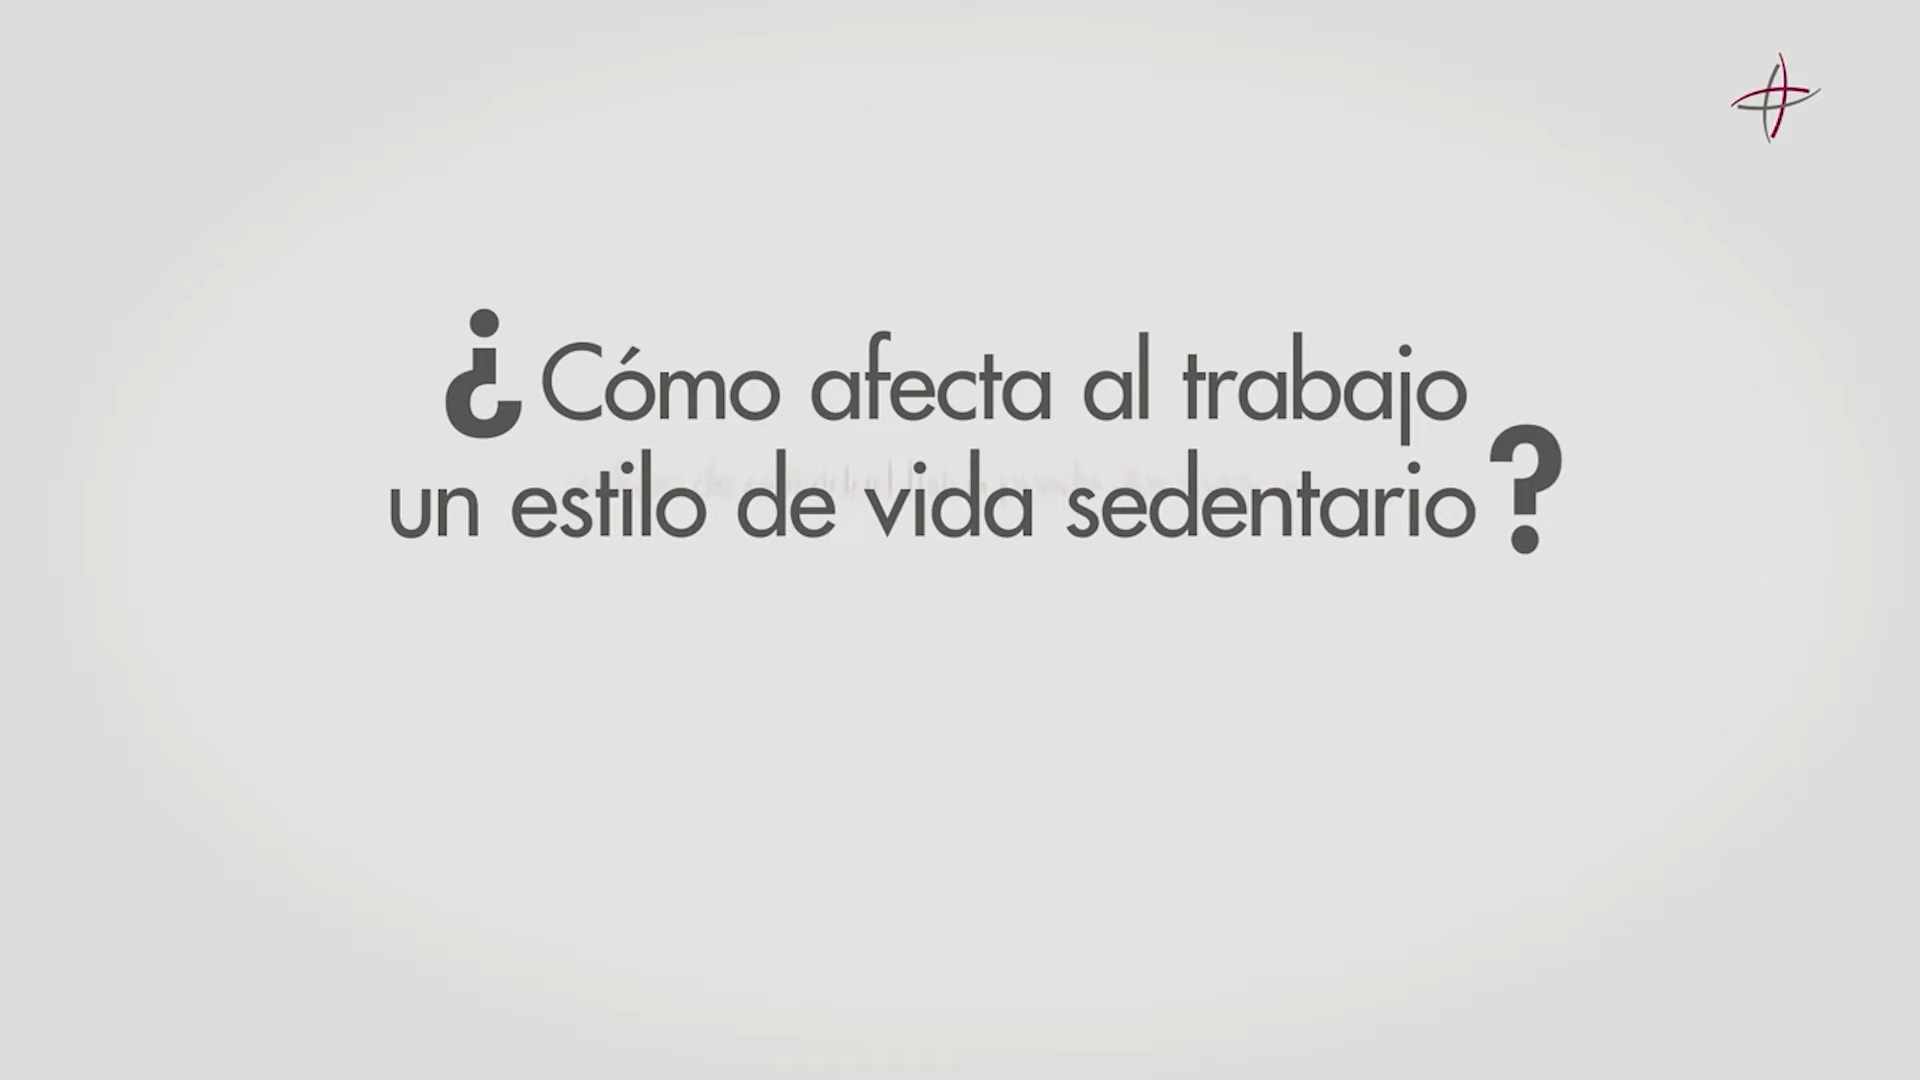 ¿Cómo afecta al trabajo
un estilo de vida sedentario?